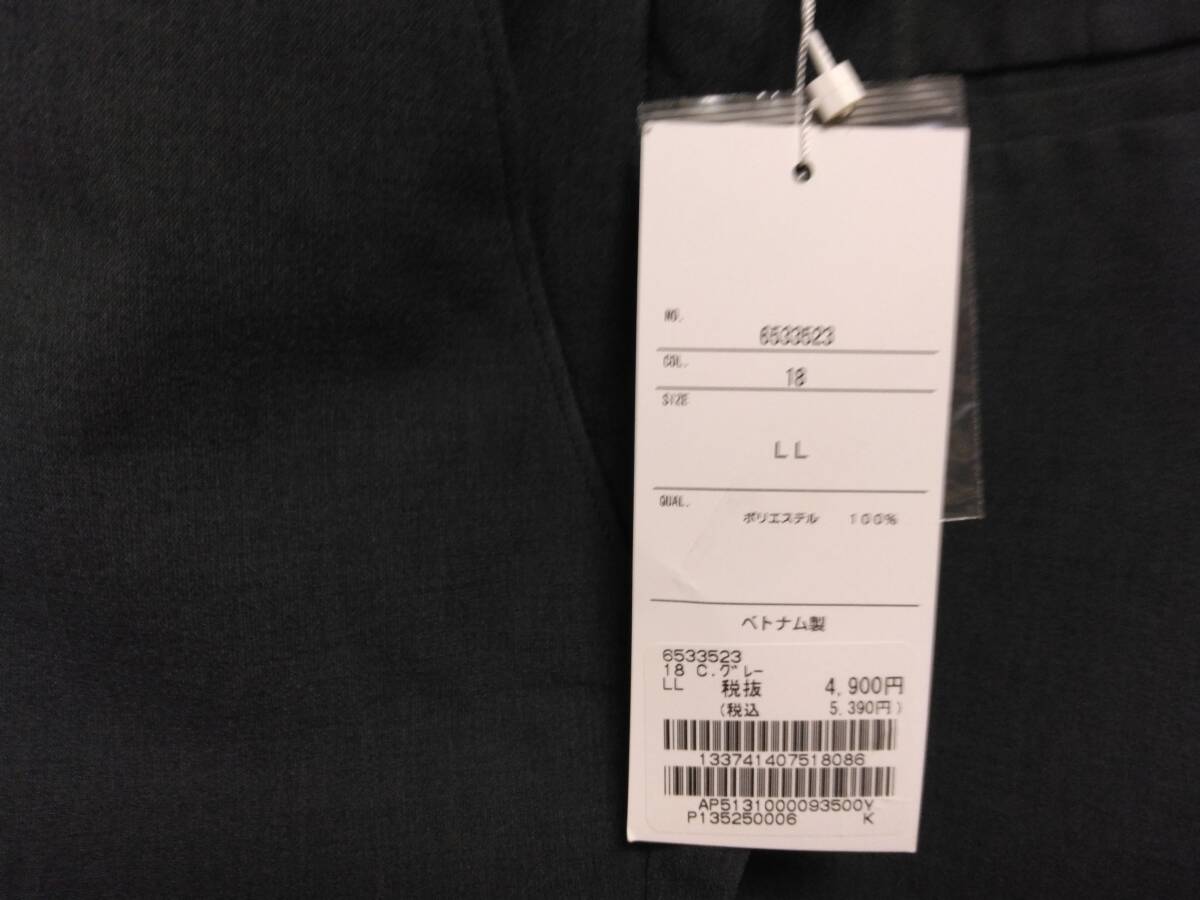 NO.
6533523
COL.
18
SIZE
LL
QUAL.
ポリエステル 100%
ベトナム製
6533523
18 C.グレー
LL 税抜 4,900円
(税込 5,390円)
133741407518086
AP5131000093500Y
P135250006 K